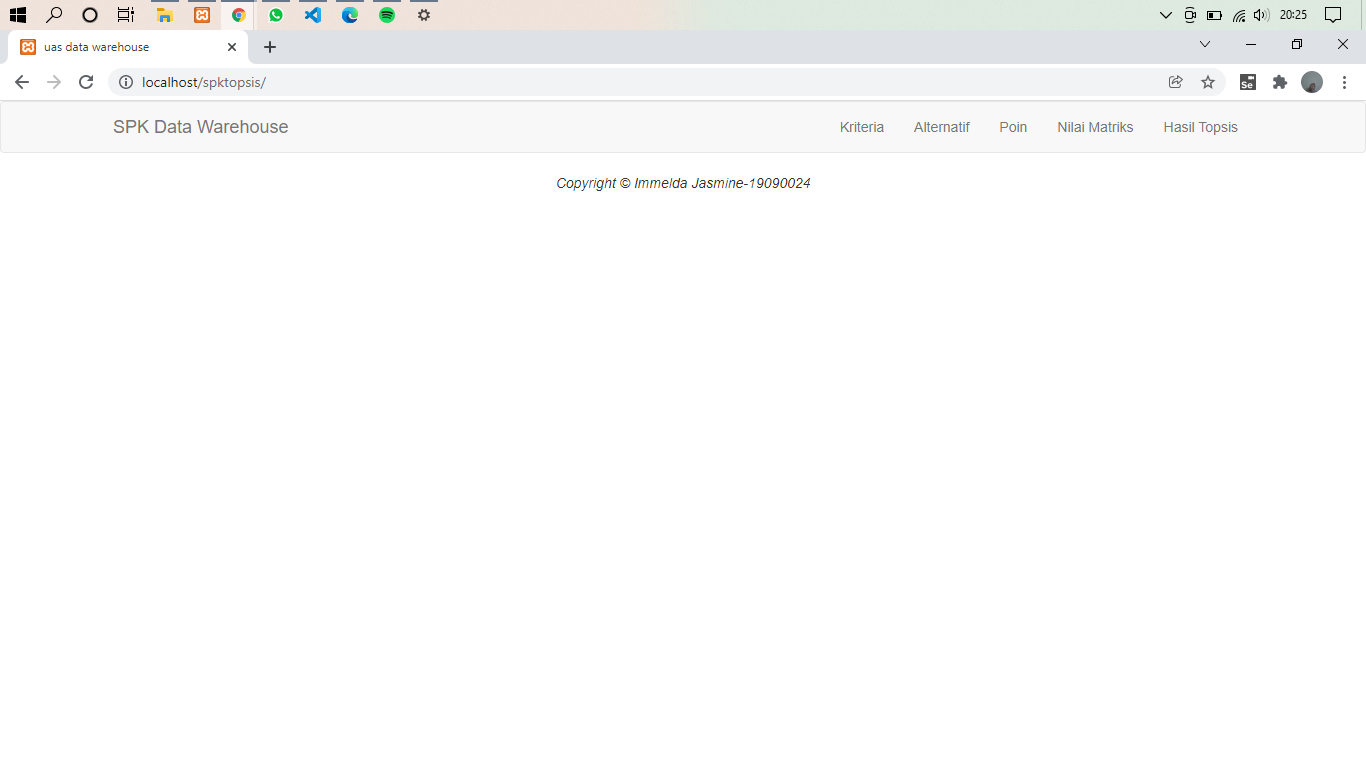 20:25
uas data warehouse
localhost/spktopsis/
Se
SPK Data Warehouse Kriteria Alternatif Poin Nilai Matriks Hasil Topsis
Copyright © Immelda Jasmine-19090024